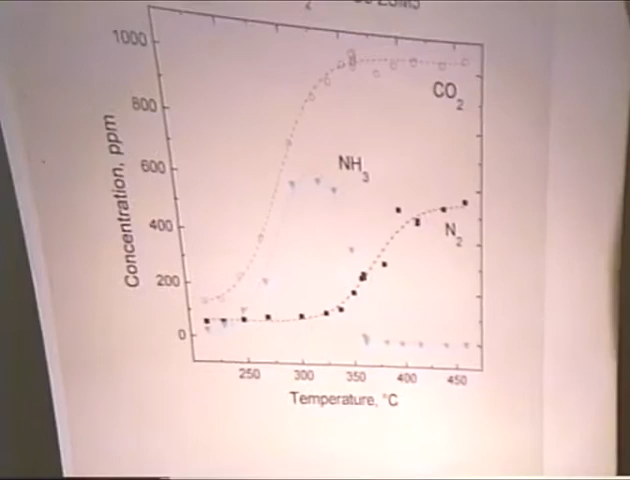 1000
800
600
400
200
0
Concentration, ppm
CO2
NH3
N2
250 300 350 400 450
Temperature, °C